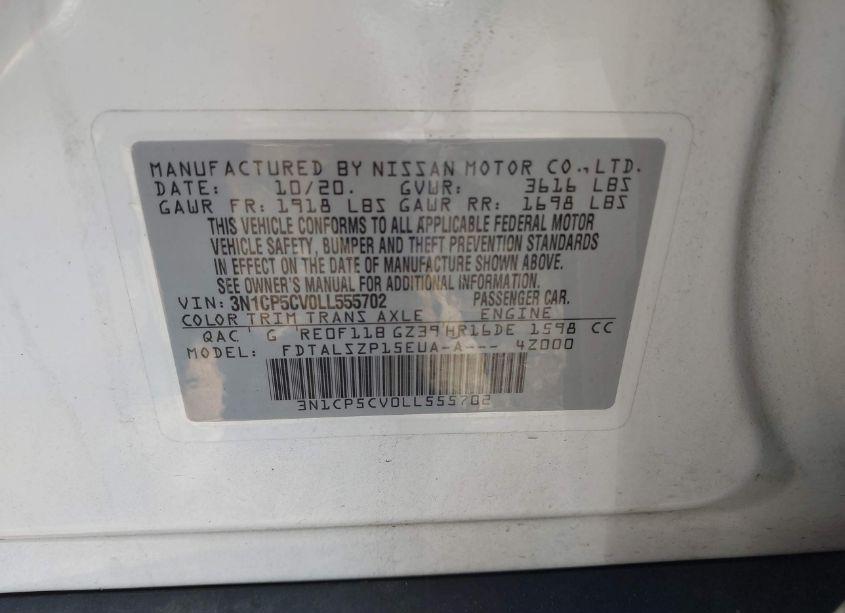 MANUFACTURED BY NISSAN MOTOR CO.,LTD.
DATE: 10/20. GVWR: 3616 LBS
GAWR FR: 1918 LBS GAWR RR: 1698 LBS
THIS VEHICLE CONFORMS TO ALL APPLICABLE FEDERAL MOTOR
VEHICLE SAFETY, BUMPER AND THEFT PREVENTION STANDARDS
IN EFFECT ON THE DATE OF MANUFACTURE SHOWN ABOVE.
SEE OWNER'S MANUAL FOR ADDITIONAL INFORMATION.
VIN: 3N1CP5CV0LL555702 PASSENGER CAR.
COLOR TRIM TRANS AXLE ENGINE
QAC G RE0F11B GZ39 HR16DE 1598 CC
MODEL: FDTALSZP15EUA-A--- 4Z000
3N1CP5CV0LL555702